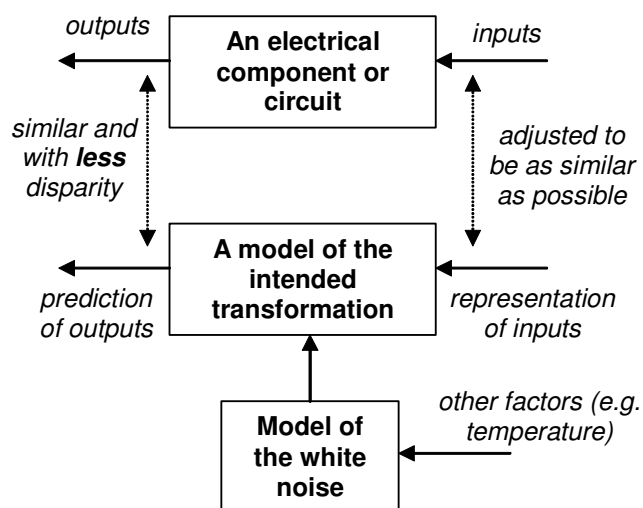 outputs
An electrical
component or
circuit
inputs
similar and
with less
disparity
adjusted to
be as similar
as possible
A model of the
intended
transformation
prediction
of outputs
representation
of inputs
other factors (e.g.
temperature)
Model of
the white
noise